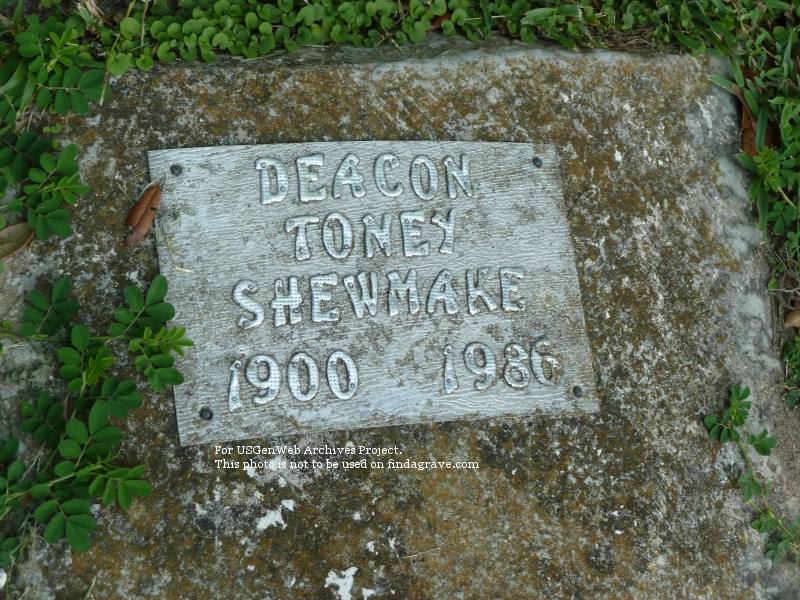 DEACON
TONEY
SHEWMAKE
1900 1986
For USGenWeb Archives Project.
This photo is not to be used on findagrave.com